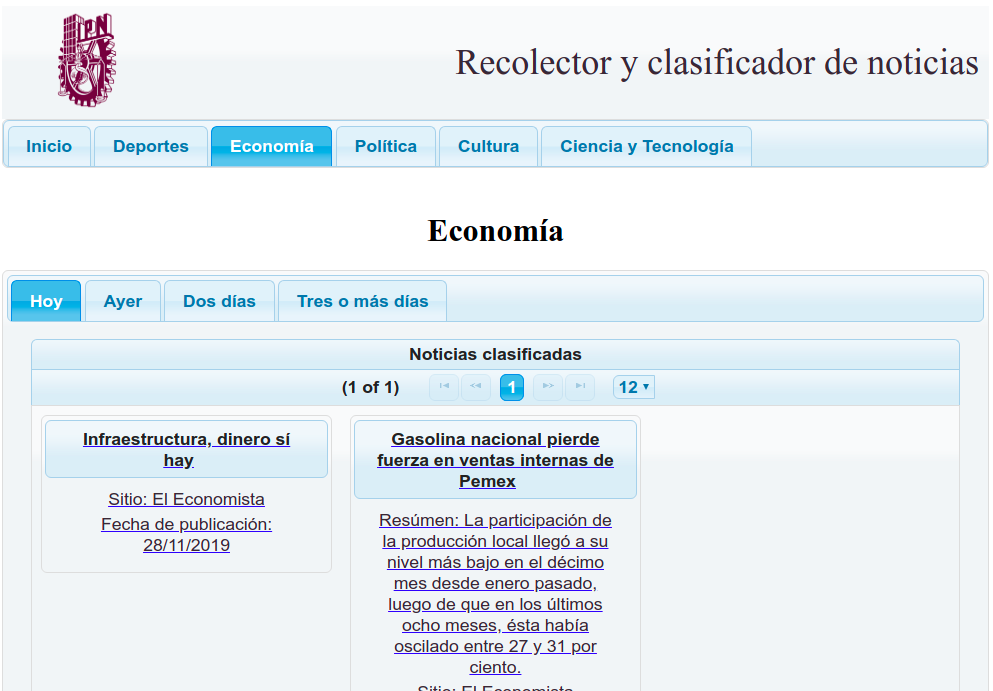 IPN
Recolector y clasificador de noticias
Inicio
Deportes
Economía
Política
Cultura
Ciencia y Tecnología
Economía
Hoy
Ayer
Dos días
Tres o más días
Noticias clasificadas
(1 of 1)
1
12
Infraestructura, dinero sí
hay
Sitio: El Economista
Fecha de publicación:
28/11/2019
Gasolina nacional pierde
fuerza en ventas internas de
Pemex
Resúmen: La participación de
la producción local llegó a su
nivel más bajo en el décimo
mes desde enero pasado,
luego de que en los últimos
ocho meses, ésta había
oscilado entre 27 y 31 por
ciento.
Sitio: El Economista